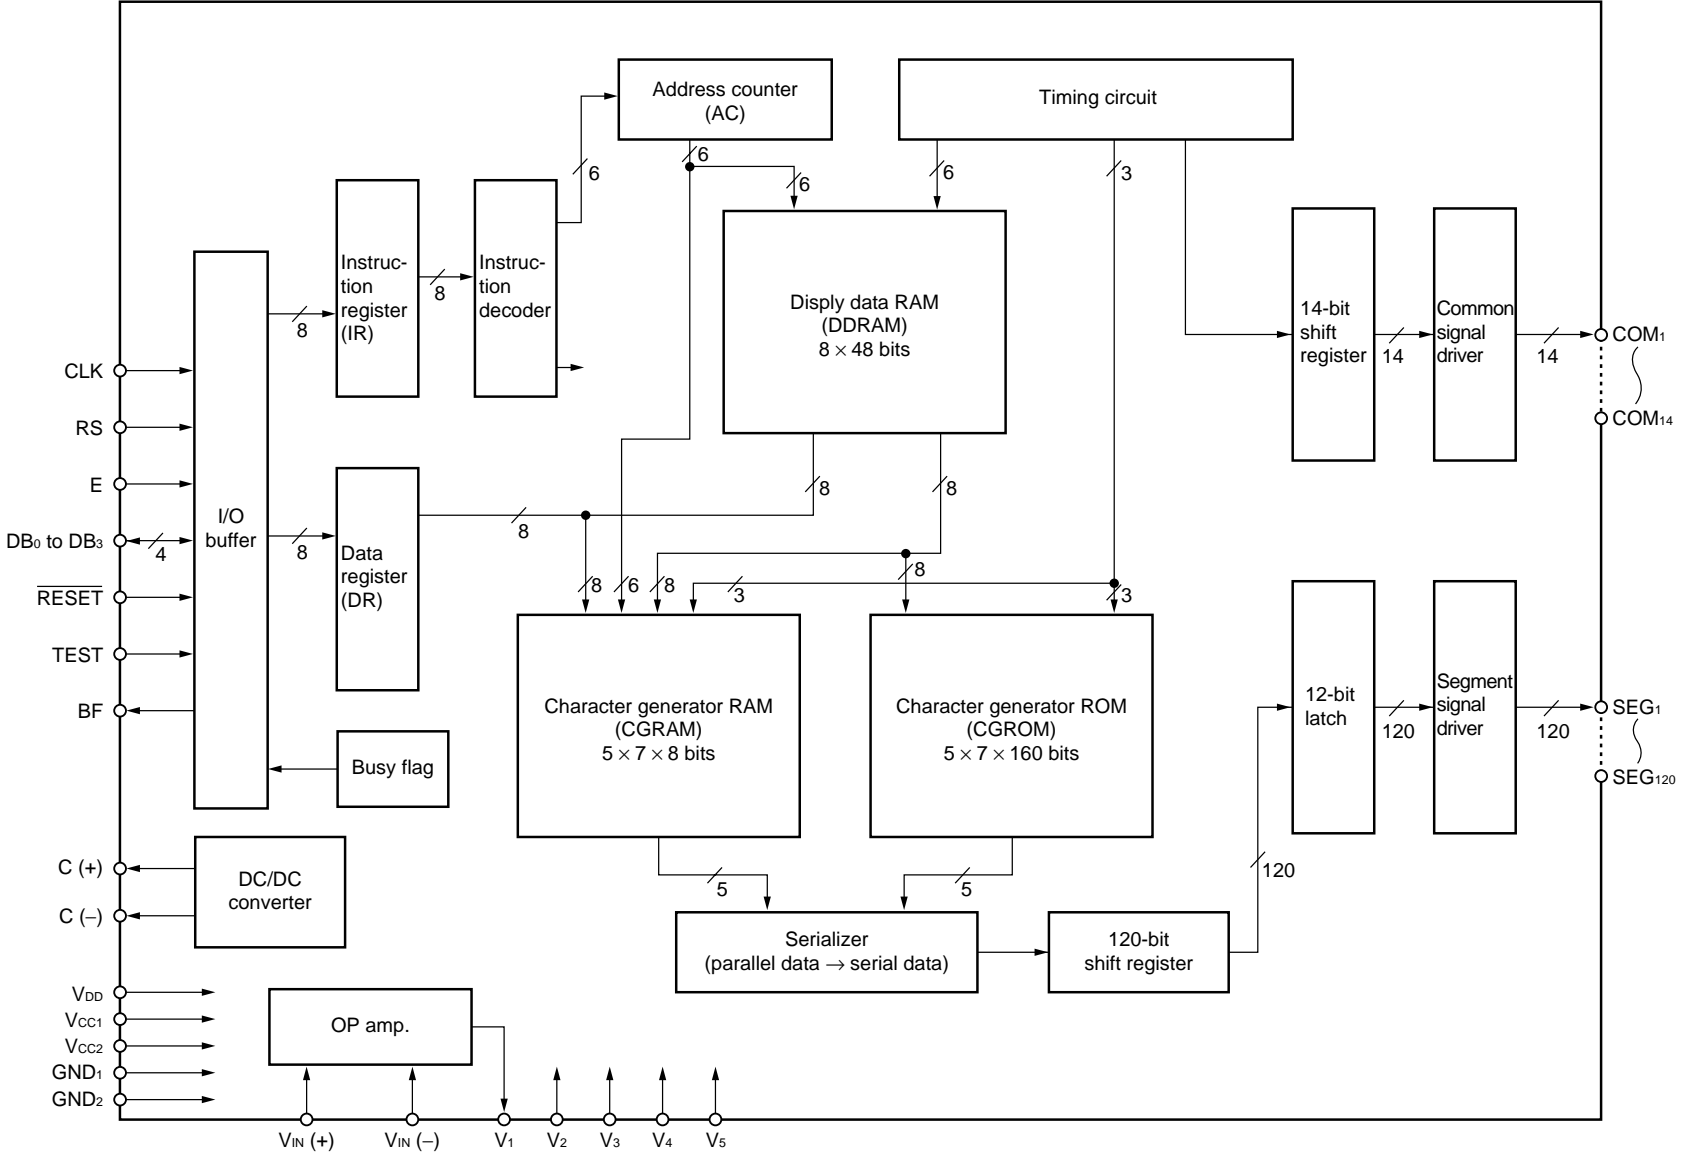 Address counter
(AC)
Timing circuit
6
6
6
6
3
Instruc-
tion
register
(IR)
8
Instruc-
tion
decoder
8
Disply data RAM
(DDRAM)
8 × 48 bits
14-bit
shift
register
14
Common
signal
driver
14
COM1
COM14
CLK
RS
E
DB0 to DB3
4
RESET
TEST
BF
I/O
buffer
8
Data
register
(DR)
8
8
8
8
6
8
3
8
3
Character generator RAM
(CGRAM)
5 × 7 × 8 bits
Character generator ROM
(CGROM)
5 × 7 × 160 bits
12-bit
latch
120
Segment
signal
driver
120
SEG1
SEG120
Busy flag
C (+)
C (–)
DC/DC
converter
5
5
120
Serializer
(parallel data → serial data)
120-bit
shift register
VDD
VCC1
VCC2
GND1
GND2
OP amp.
VIN (+)
VIN (–)
V1
V2
V3
V4
V5